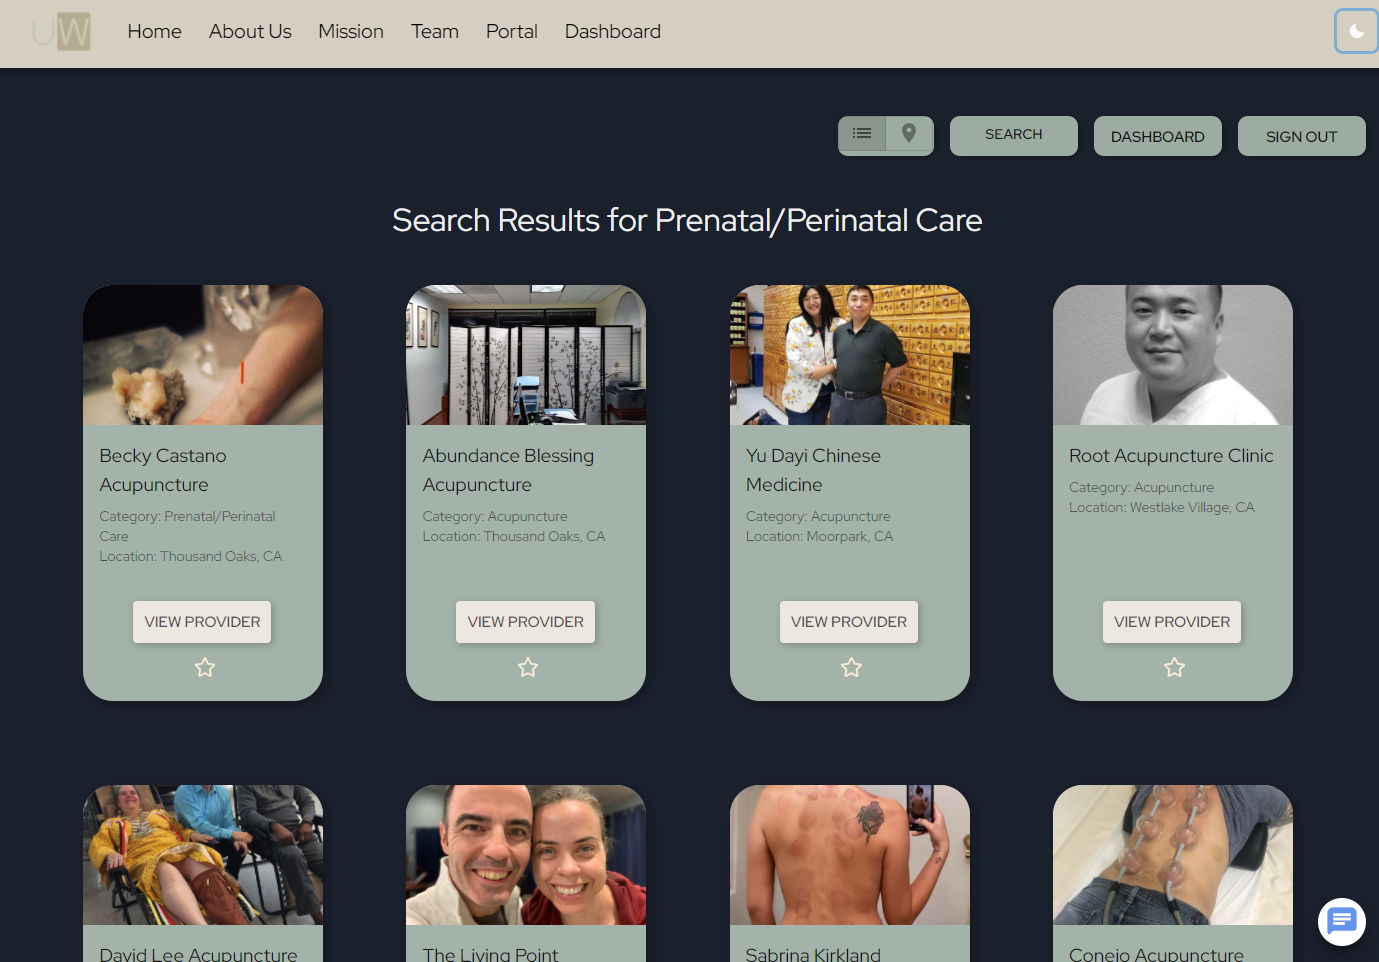 UW
Home About Us Mission Team Portal Dashboard
SEARCH DASHBOARD SIGN OUT
Search Results for Prenatal/Perinatal Care
Becky Castano
Acupuncture
Category: Prenatal/Perinatal
Care
Location: Thousand Oaks, CA
VIEW PROVIDER
Abundance Blessing
Acupuncture
Category: Acupuncture
Location: Thousand Oaks, CA
VIEW PROVIDER
Yu Dayi Chinese
Medicine
Category: Acupuncture
Location: Moorpark, CA
VIEW PROVIDER
Root Acupuncture Clinic
Category: Acupuncture
Location: Westlake Village, CA
VIEW PROVIDER
David Lee Acupuncture
The Living Point
Sabrina Kirkland
Conejo Acupuncture